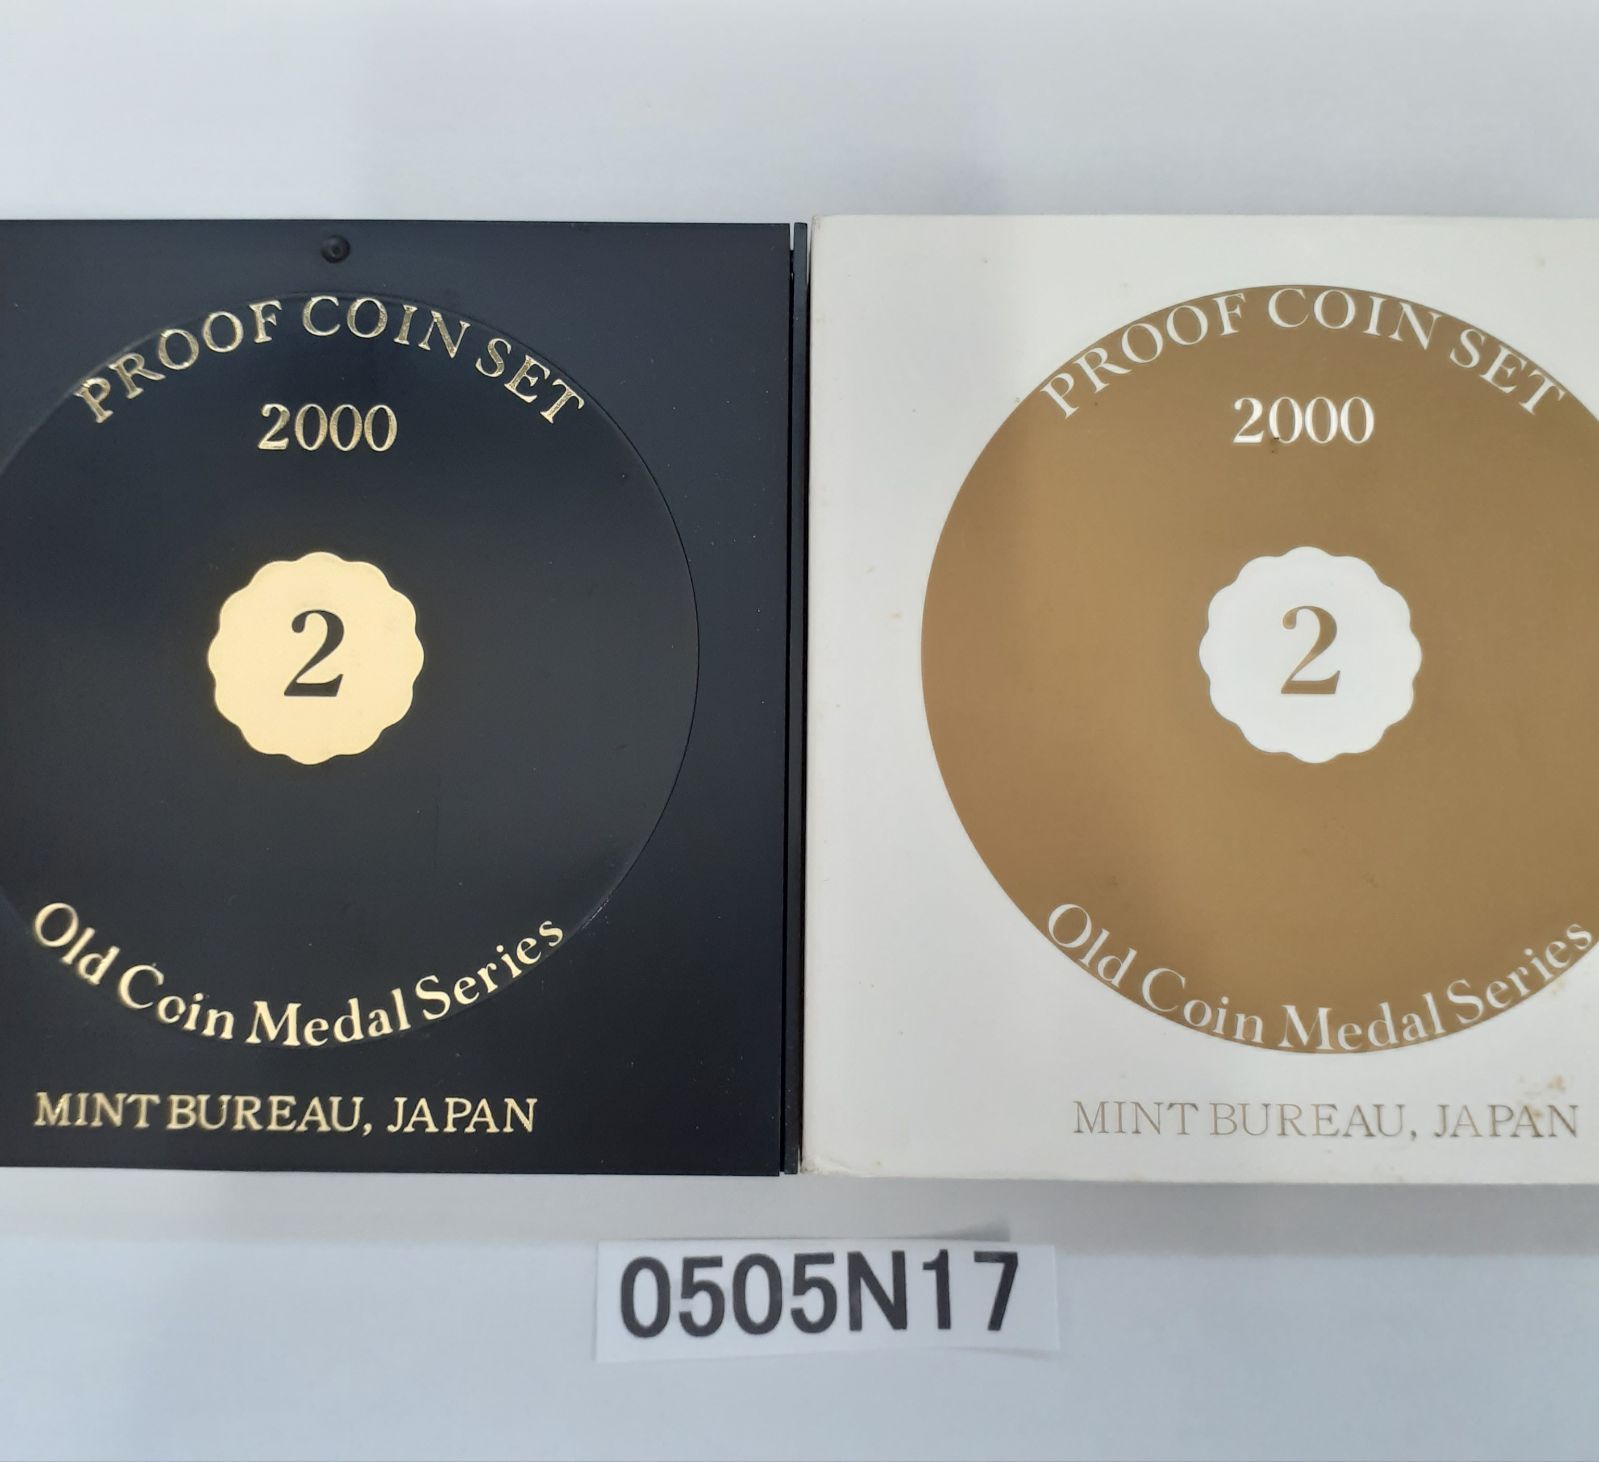 PROOF COIN SET
2000
2
Old Coin Medal Series
MINT BUREAU, JAPAN
PROOF COIN SET
2000
2
Old Coin Medal Series
MINT BUREAU, JAPAN
0505N17